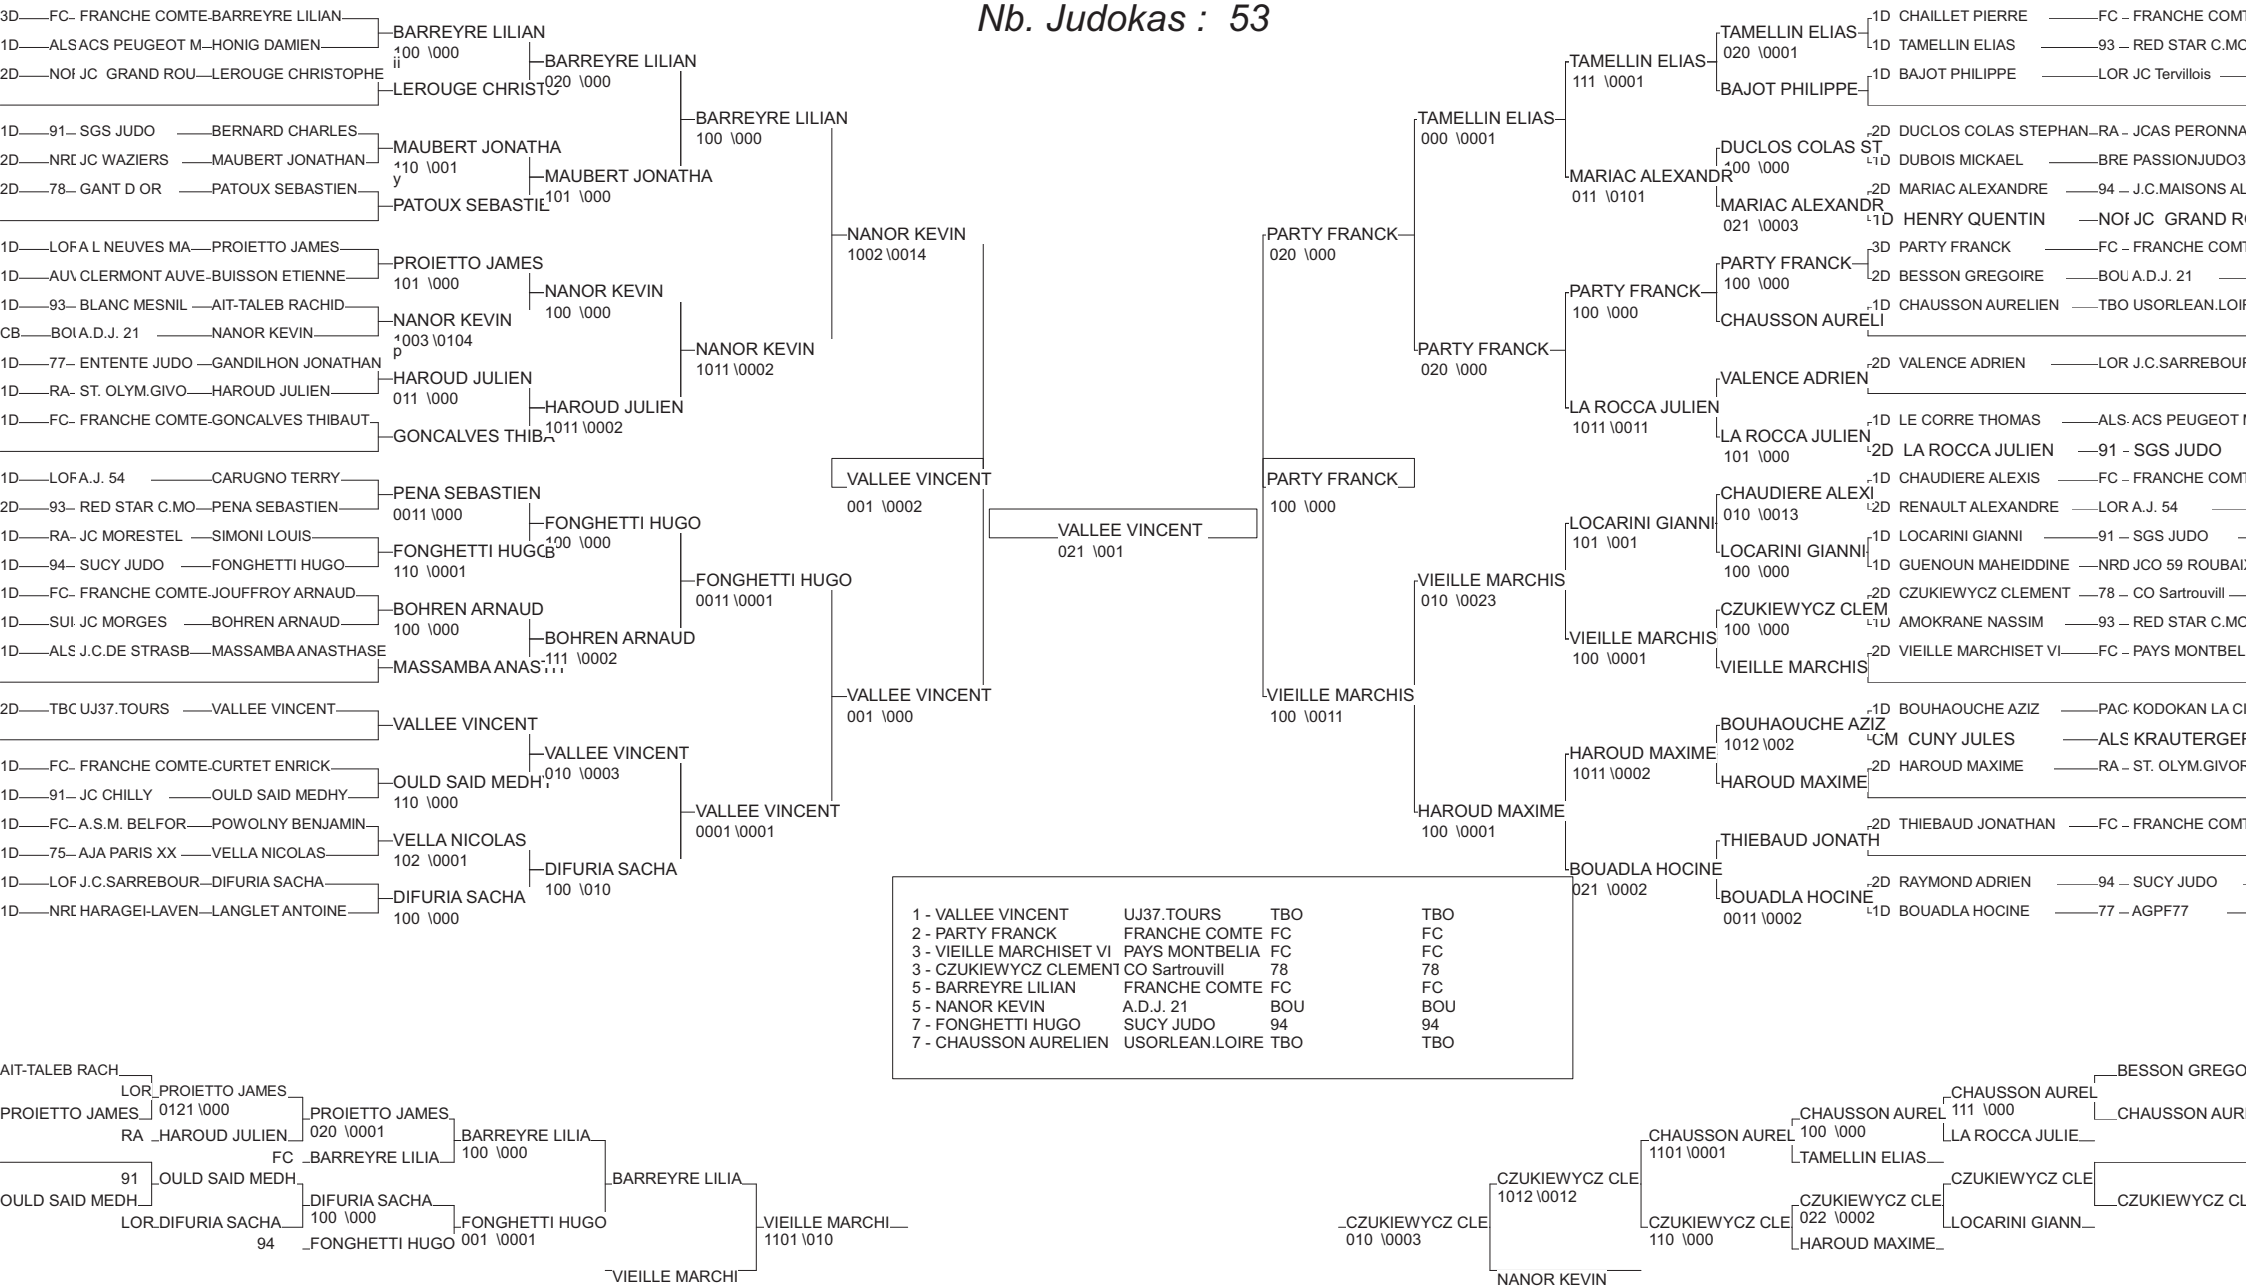 Nb. Judokas : 53
3D FC FRANCHE COMTE BARREYRE LILIAN
1D ALS ACS PEUGEOT M HONIG DAMIEN
2D NOR JC GRAND ROU LEROUGE CHRISTOPHE
1D 91 SGS JUDO BERNARD CHARLES
2D NRD JC WAZIERS MAUBERT JONATHAN
2D 78 GANT D OR PATOUX SEBASTIEN
1D LOR A L NEUVES MA PROIETTO JAMES
1D AUV CLERMONT AUVE BUISSON ETIENNE
1D 93 BLANC MESNIL AIT-TALEB RACHID
CB BOU A.D.J. 21 NANOR KEVIN
1D 77 ENTENTE JUDO GANDILHON JONATHAN
1D RA ST. OLYM.GIVO HAROUD JULIEN
1D FC FRANCHE COMTE GONCALVES THIBAUT
1D LOR A.J. 54 CARUGNO TERRY
2D 93 RED STAR C.MO PENA SEBASTIEN
1D RA JC MORESTEL SIMONI LOUIS
1D 94 SUCY JUDO FONGHETTI HUGO
1D FC FRANCHE COMTE JOUFFROY ARNAUD
1D SUI JC MORGES BOHREN ARNAUD
1D ALS J.C.DE STRASB MASSAMBA ANASTHASE
2D TBO UJ37.TOURS VALLEE VINCENT
1D FC FRANCHE COMTE CURTET ENRICK
1D 91 JC CHILLY OULD SAID MEDHY
1D FC A.S.M. BELFOR POWOLNY BENJAMIN
1D 75 AJA PARIS XX VELLA NICOLAS
1D LOR J.C.SARREBOUR DIFURIA SACHA
1D NRD HARAGEI-LAVEN LANGLET ANTOINE
BARREYRE LILIAN
100 \000
LEROUGE CHRISTO
MAUBERT JONATHA
110 \001
PATOUX SEBASTIE
PROIETTO JAMES
101 \000
NANOR KEVIN
1003 \0104
HAROUD JULIEN
011 \000
GONCALVES THIBA
PENA SEBASTIEN
0011 \000
FONGHETTI HUGO
110 \0001
BOHREN ARNAUD
100 \000
MASSAMBA ANASTH
VALLEE VINCENT
OULD SAID MEDHY
110 \000
VELLA NICOLAS
102 \0001
DIFURIA SACHA
100 \000
BARREYRE LILIAN
020 \000
MAUBERT JONATHA
101 \000
NANOR KEVIN
100 \000
HAROUD JULIEN
1011 \0002
FONGHETTI HUGO
100 \000
BOHREN ARNAUD
111 \0002
VALLEE VINCENT
010 \0003
DIFURIA SACHA
100 \010
BARREYRE LILIAN
100 \000
NANOR KEVIN
1011 \0002
FONGHETTI HUGO
0011 \0001
VALLEE VINCENT
0001 \0001
NANOR KEVIN
1002 \0014
VALLEE VINCENT
001 \000
VALLEE VINCENT
001 \0002
VALLEE VINCENT
021 \001
PARTY FRANCK
100 \000
PARTY FRANCK
020 \000
VIEILLE MARCHIS
100 \0011
TAMELLIN ELIAS
000 \0001
PARTY FRANCK
020 \000
VIEILLE MARCHIS
010 \0023
HAROUD MAXIME
100 \0001
TAMELLIN ELIAS
111 \0001
MARIAC ALEXANDR
011 \0101
PARTY FRANCK
100 \000
LA ROCCA JULIEN
1011 \0011
LOCARINI GIANNI
101 \001
VIEILLE MARCHIS
100 \0001
HAROUD MAXIME
1011 \0002
BOUADLA HOCINE
021 \0002
TAMELLIN ELIAS
020 \0001
BAJOT PHILIPPE
DUCLOS COLAS ST
100 \000
MARIAC ALEXANDR
021 \0003
PARTY FRANCK
100 \000
CHAUSSON AURELI
VALENCE ADRIEN
LA ROCCA JULIEN
101 \000
CHAUDIERE ALEXI
010 \0013
LOCARINI GIANNI
100 \000
CZUKIEWYCZ CLEM
100 \000
VIEILLE MARCHIS
BOUHAOUCHE AZIZ
1012 \002
HAROUD MAXIME
THIEBAUD JONATH
BOUADLA HOCINE
0011 \0002
1D CHAILLET PIERRE FC FRANCHE COMT
1D TAMELLIN ELIAS 93 RED STAR C.MO
1D BAJOT PHILIPPE LOR JC Tervillois
2D DUCLOS COLAS STEPHAN RA JCAS PERONNA
1D DUBOIS MICKAEL BRE PASSIONJUDO3
2D MARIAC ALEXANDRE 94 J.C.MAISONS AL
1D HENRY QUENTIN NOR JC GRAND RO
3D PARTY FRANCK FC FRANCHE COMT
2D BESSON GREGOIRE BOU A.D.J. 21
1D CHAUSSON AURELIEN TBO USORLEAN.LOIR
2D VALENCE ADRIEN LOR J.C.SARREBOUR
1D LE CORRE THOMAS ALS ACS PEUGEOT M
2D LA ROCCA JULIEN 91 SGS JUDO
1D CHAUDIERE ALEXIS FC FRANCHE COMT
2D RENAULT ALEXANDRE LOR A.J. 54
1D LOCARINI GIANNI 91 SGS JUDO
1D GUENOUN MAHEIDDINE NRD JCO 59 ROUBAIX
2D CZUKIEWYCZ CLEMENT 78 CO Sartrouvill
1D AMOKRANE NASSIM 93 RED STAR C.MO
2D VIEILLE MARCHISET VI FC PAYS MONTBEL
1D BOUHAOUCHE AZIZ PAC KODOKAN LA CI
CM CUNY JULES ALS KRAUTERGER
2D HAROUD MAXIME RA ST. OLYM.GIVOR
2D THIEBAUD JONATHAN FC FRANCHE COMT
2D RAYMOND ADRIEN 94 SUCY JUDO
1D BOUADLA HOCINE 77 AGPF77
1 - VALLEE VINCENT UJ37.TOURS TBO TBO
2 - PARTY FRANCK FRANCHE COMTE FC FC
3 - VIEILLE MARCHISET VI PAYS MONTBELIA FC FC
3 - CZUKIEWYCZ CLEMENT CO Sartrouvill 78 78
5 - BARREYRE LILIAN FRANCHE COMTE FC FC
5 - NANOR KEVIN A.D.J. 21 BOU BOU
7 - FONGHETTI HUGO SUCY JUDO 94 94
7 - CHAUSSON AURELIEN USORLEAN.LOIRE TBO TBO
AIT-TALEB RACH
PROIETTO JAMES
OULD SAID MEDH
LOR PROIETTO JAMES
0121 \000
RA HAROUD JULIEN
91 OULD SAID MEDH
LOR DIFURIA SACHA
PROIETTO JAMES
020 \0001
FC BARREYRE LILIA
DIFURIA SACHA
100 \000
94 FONGHETTI HUGO
BARREYRE LILIA
100 \000
FONGHETTI HUGO
001 \0001
BARREYRE LILIA
VIEILLE MARCHI
VIEILLE MARCHI
1101 \010
CZUKIEWYCZ CLE
010 \0003
CZUKIEWYCZ CLE
1012 \0012
NANOR KEVIN
CHAUSSON AUREL
1101 \0001
CZUKIEWYCZ CLE
110 \000
CHAUSSON AUREL
100 \000
TAMELLIN ELIAS
CZUKIEWYCZ CLE
022 \0002
HAROUD MAXIME
CHAUSSON AUREL
111 \000
LA ROCCA JULIE
CZUKIEWYCZ CLE
LOCARINI GIANN
BESSON GREGO
CHAUSSON AUR
CZUKIEWYCZ CL